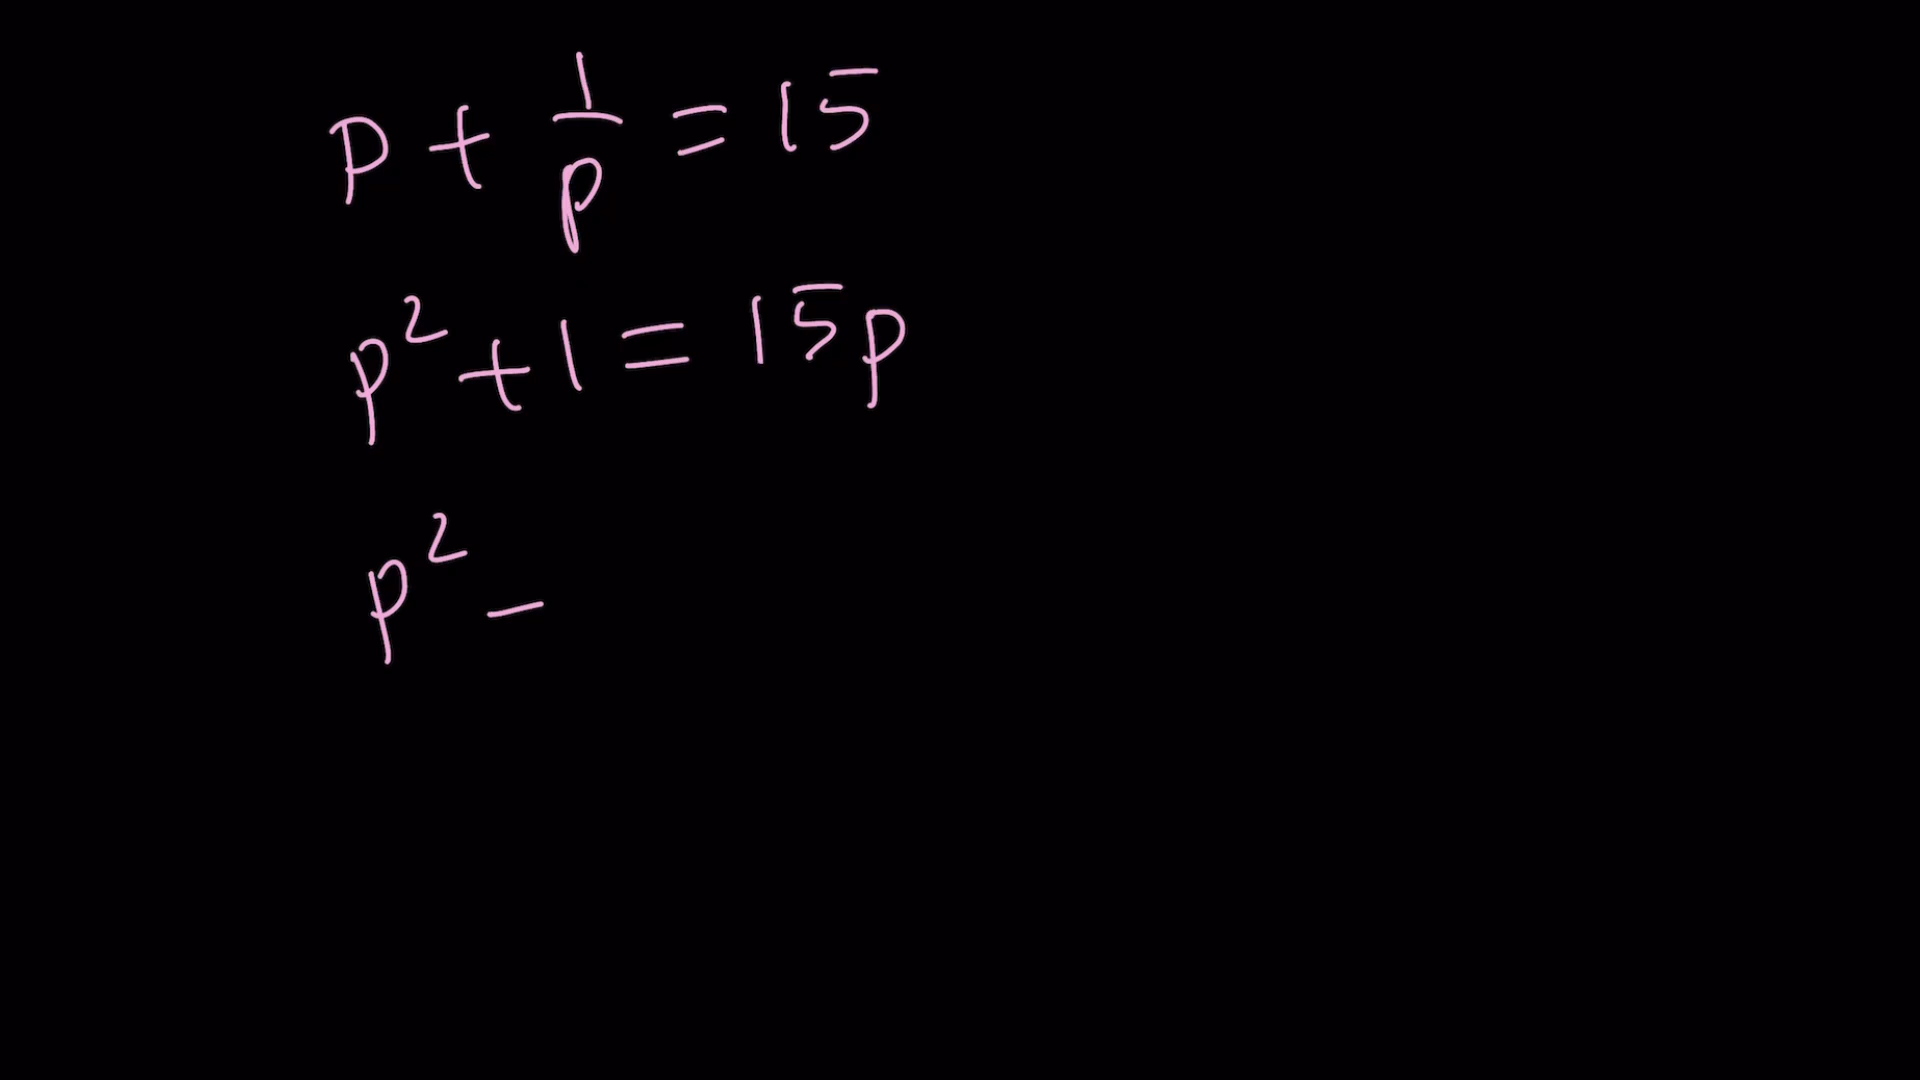 p + 1/p = 15
p² + 1 = 15p
p² −